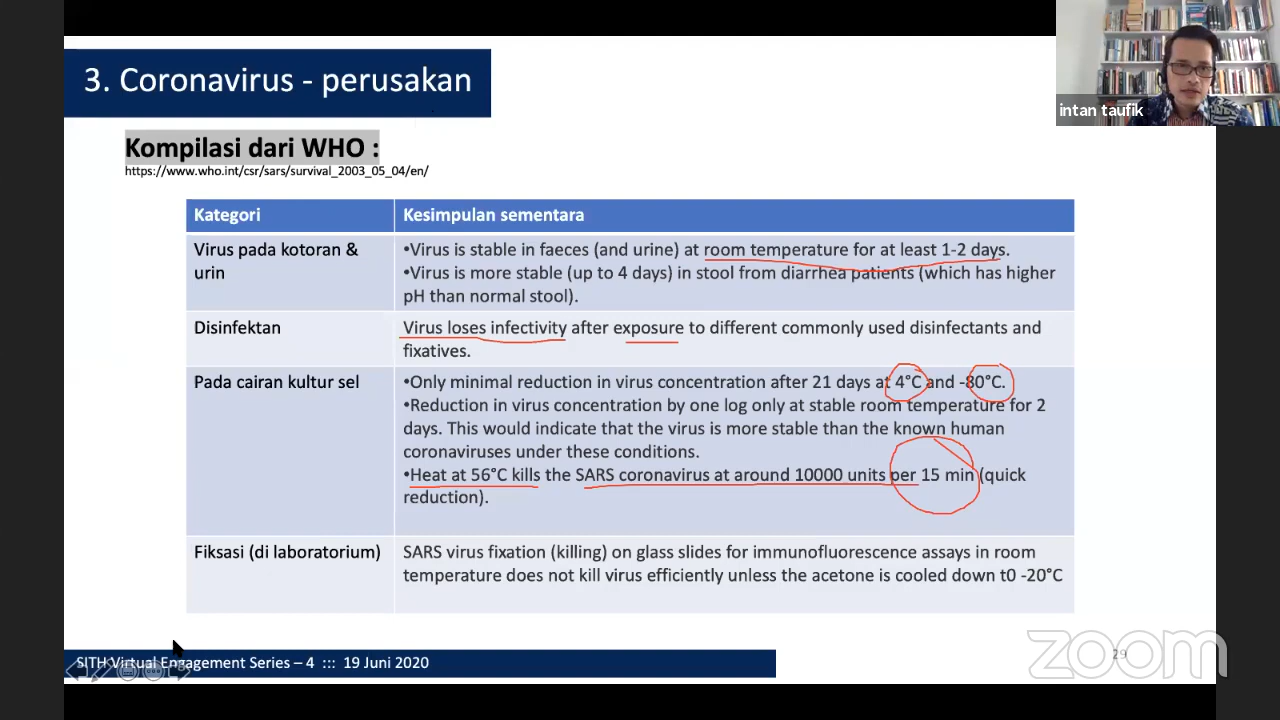 3. Coronavirus - perusakan
intan taufik
Kompilasi dari WHO :
https://www.who.int/csr/sars/survival_2003_05_04/en/
Kategori
Kesimpulan sementara
Virus pada kotoran &
urin
•Virus is stable in faeces (and urine) at room temperature for at least 1-2 days.
•Virus is more stable (up to 4 days) in stool from diarrhea patients (which has higher
pH than normal stool).
Disinfektan
Virus loses infectivity after exposure to different commonly used disinfectants and
fixatives.
Pada cairan kultur sel
•Only minimal reduction in virus concentration after 21 days at 4°C and -80°C.
•Reduction in virus concentration by one log only at stable room temperature for 2
days. This would indicate that the virus is more stable than the known human
coronaviruses under these conditions.
•Heat at 56°C kills the SARS coronavirus at around 10000 units per 15 min (quick
reduction).
Fiksasi (di laboratorium)
SARS virus fixation (killing) on glass slides for immunofluorescence assays in room
temperature does not kill virus efficiently unless the acetone is cooled down t0 -20°C
SITH Virtual Engagement Series – 4 ::: 19 Juni 2020
29
zoom